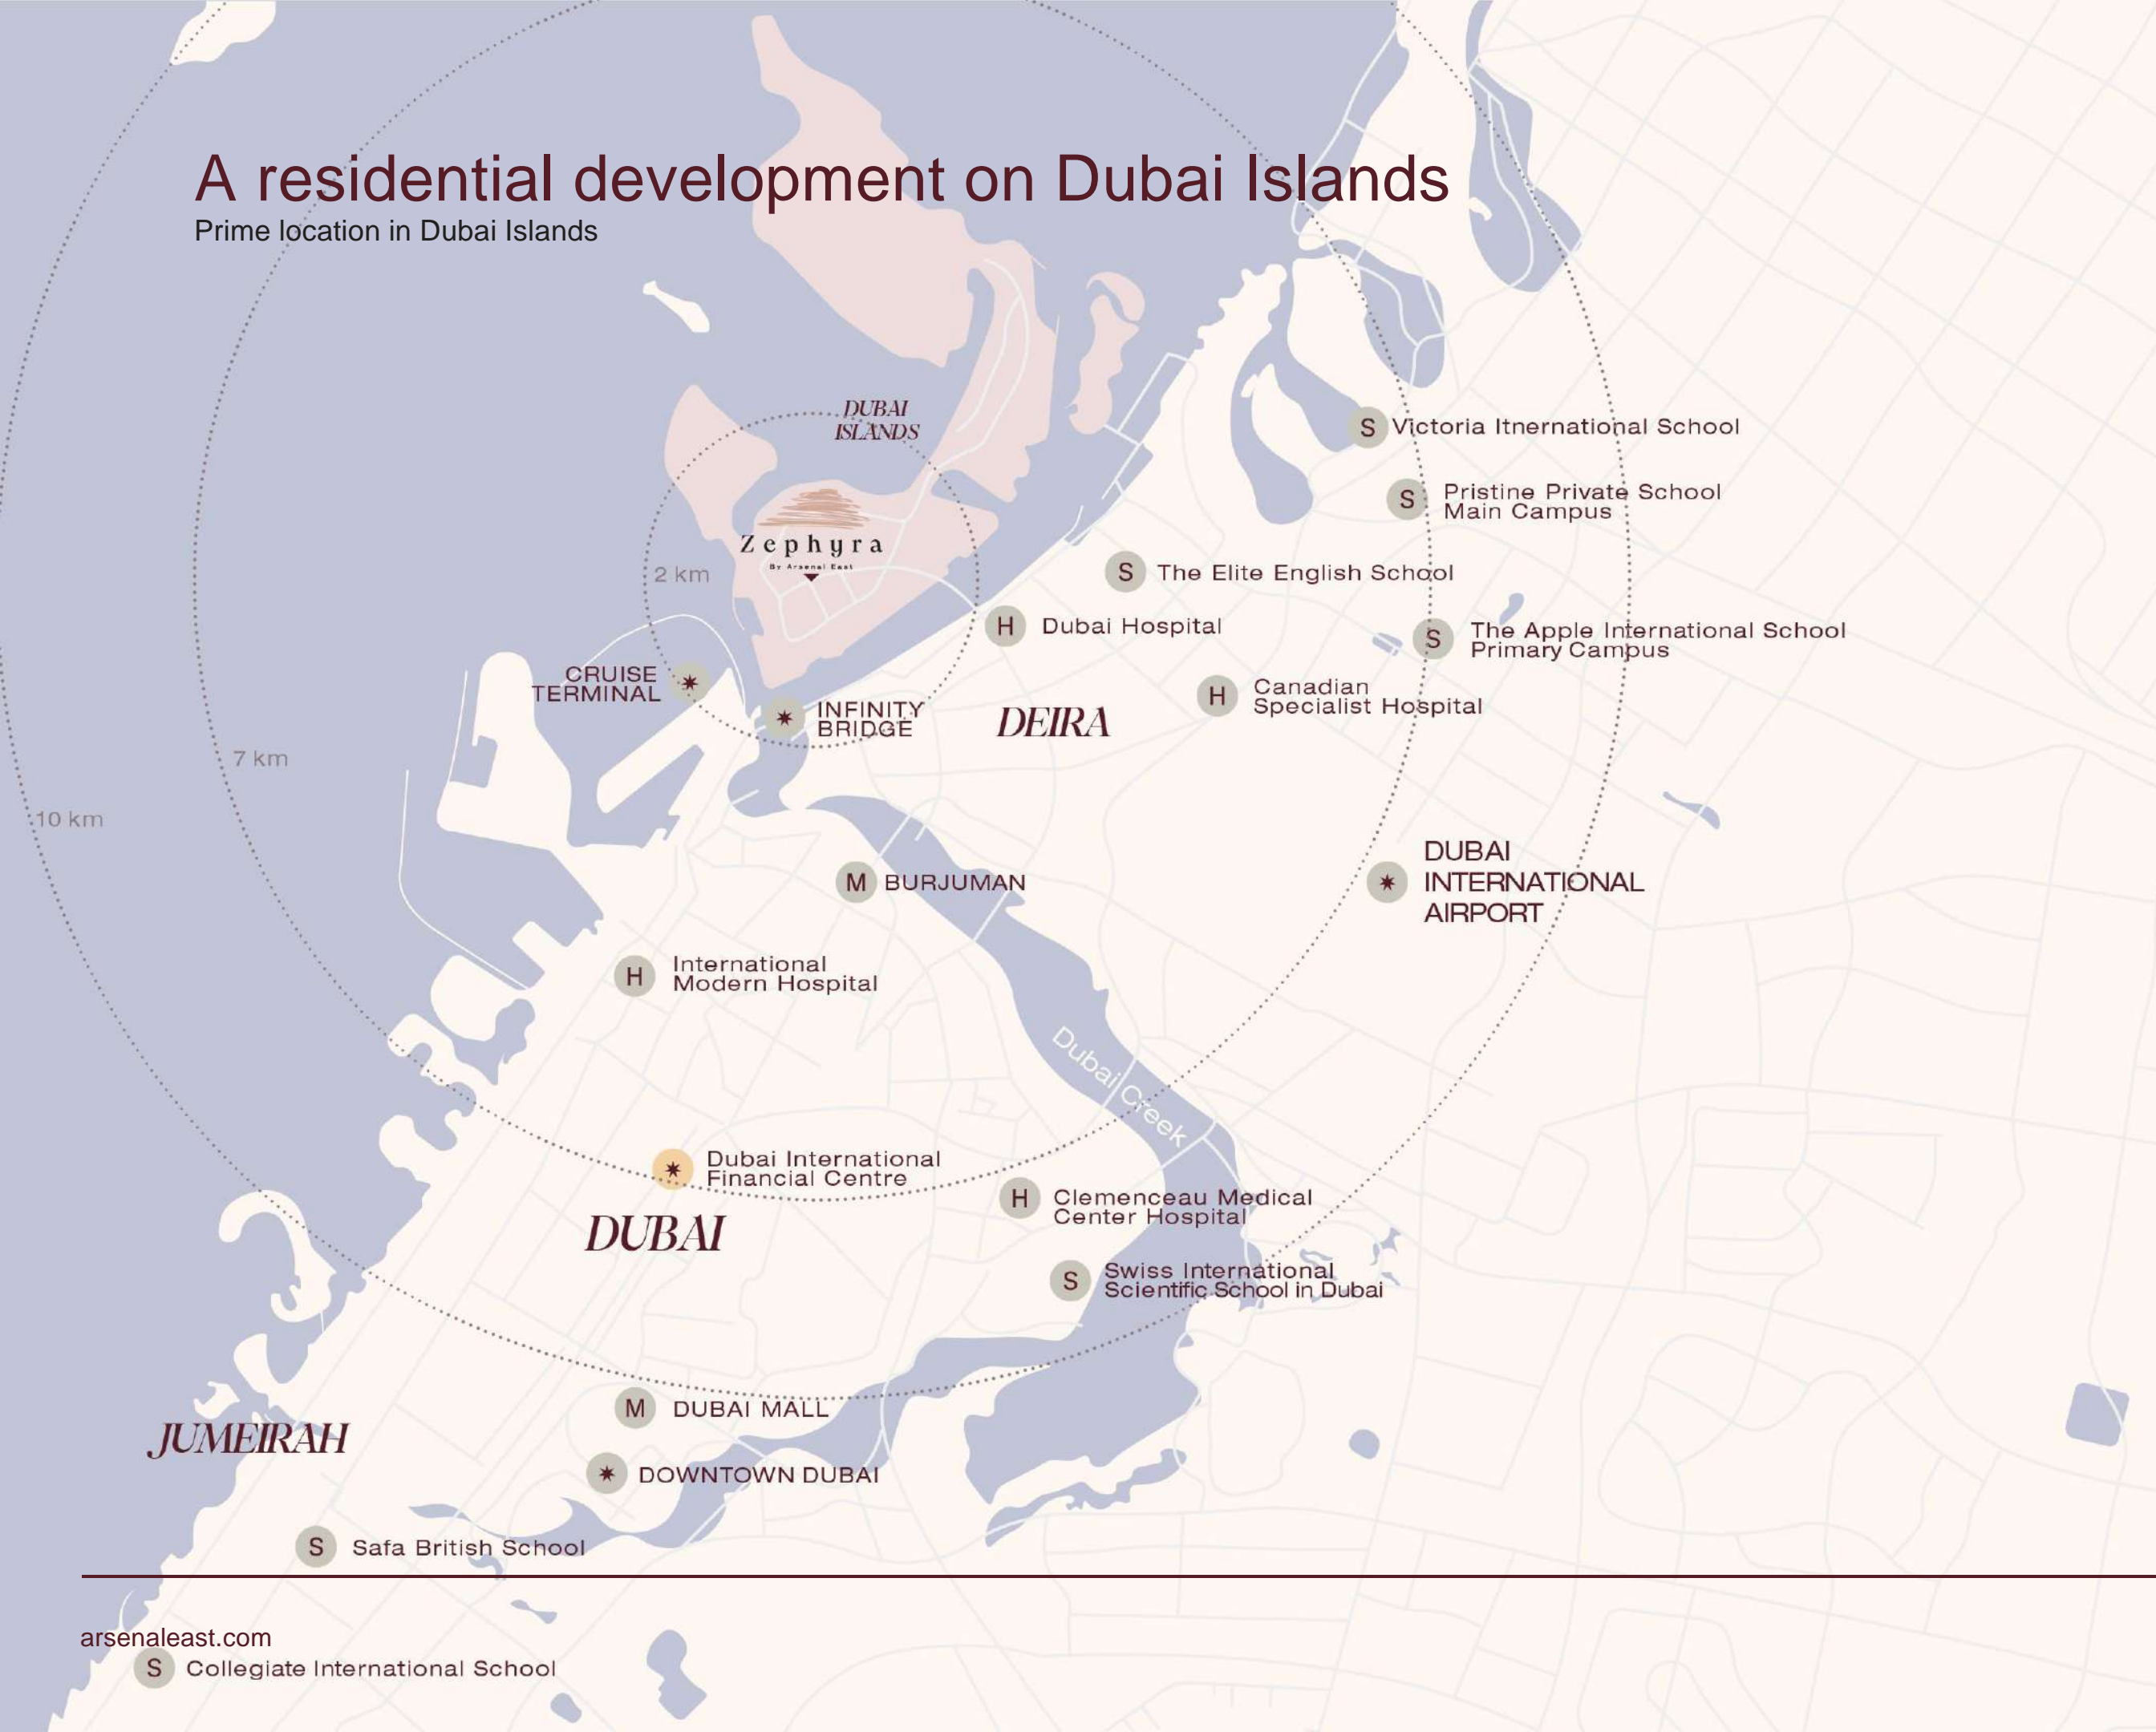 A residential development on Dubai Islands
Prime location in Dubai Islands
DUBAI
ISLANDS
S Victoria Itnernational School
S Pristine Private School
Main Campus
Zephyra
By Arsenal East
2 km
S The Elite English School
H Dubai Hospital
S The Apple International School
Primary Campus
CRUISE
TERMINAL
H Canadian
Specialist Hospital
INFINITY
BRIDGE
DEIRA
7 km
10 km
DUBAI
INTERNATIONAL
AIRPORT
M BURJUMAN
H International
Modern Hospital
Dubai Creek
Dubai International
Financial Centre
H Clemenceau Medical
Center Hospital
DUBAI
S Swiss International
Scientific School in Dubai
M DUBAI MALL
JUMEIRAH
DOWNTOWN DUBAI
S Safa British School
arsenaleast.com
S Collegiate International School